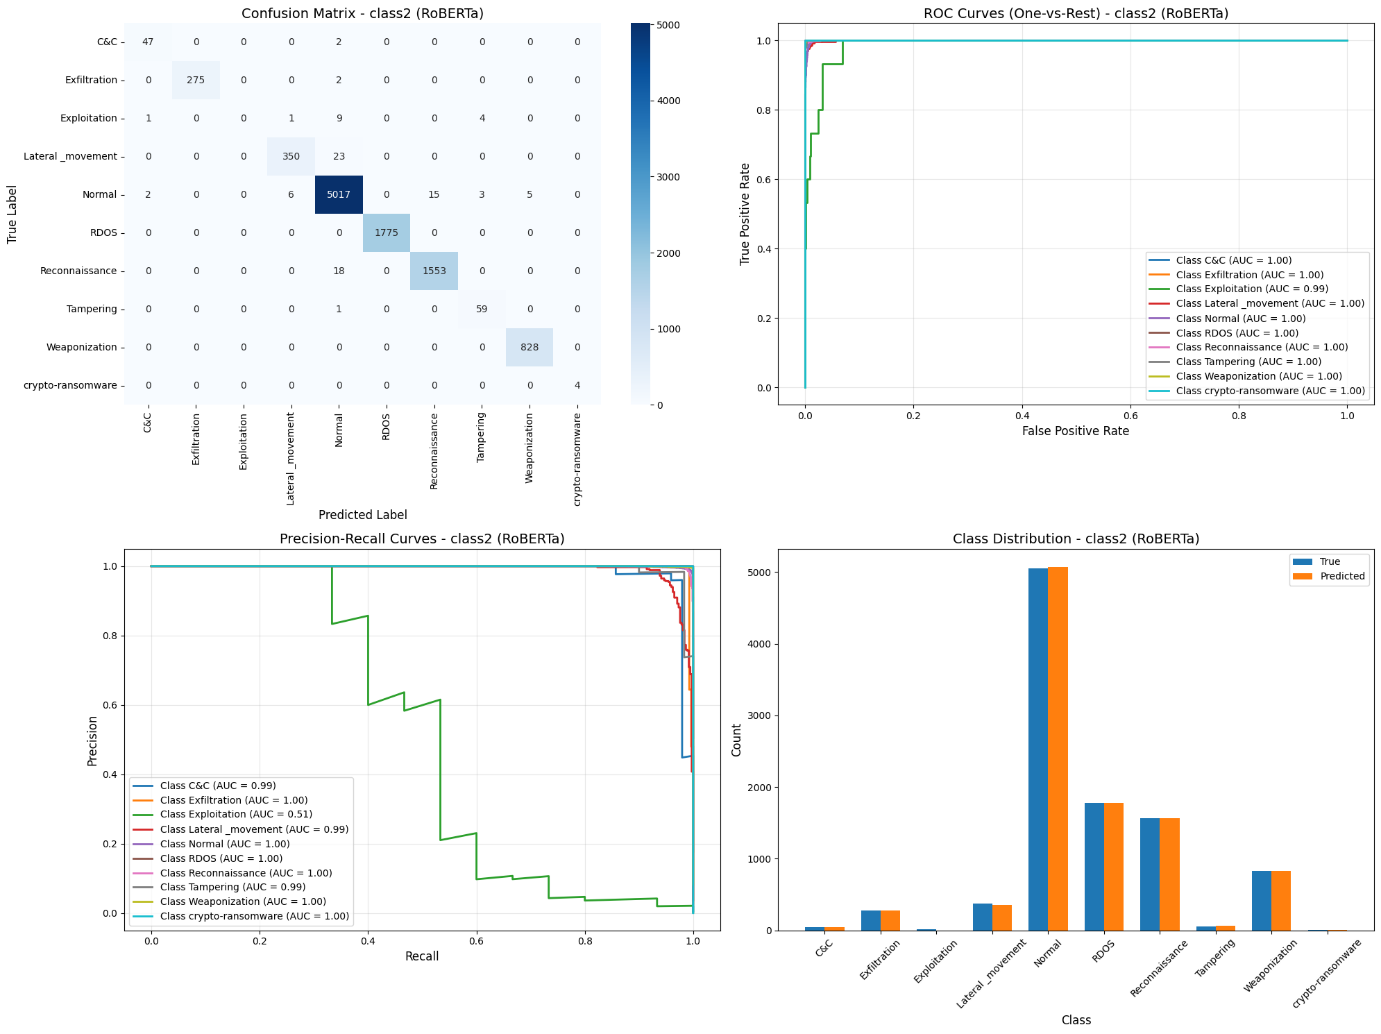 Confusion Matrix - class2 (RoBERTa)
True Label
C&C 47 0 0 0 2 0 0 0 0 0
Exfiltration 0 275 0 0 2 0 0 0 0 0
Exploitation 1 0 0 1 9 0 0 4 0 0
Lateral _movement 0 0 0 350 23 0 0 0 0 0
Normal 2 0 0 6 5017 0 15 3 5 0
RDOS 0 0 0 0 0 1775 0 0 0 0
Reconnaissance 0 0 0 0 18 0 1553 0 0 0
Tampering 0 0 0 0 1 0 0 59 0 0
Weaponization 0 0 0 0 0 0 0 0 828 0
crypto-ransomware 0 0 0 0 0 0 0 0 0 4
C&C Exfiltration Exploitation Lateral _movement Normal RDOS Reconnaissance Tampering Weaponization crypto-ransomware
Predicted Label
5000
4000
3000
2000
1000
0
ROC Curves (One-vs-Rest) - class2 (RoBERTa)
True Positive Rate
1.0
0.8
0.6
0.4
0.2
0.0
Class C&C (AUC = 1.00)
Class Exfiltration (AUC = 1.00)
Class Exploitation (AUC = 0.99)
Class Lateral _movement (AUC = 1.00)
Class Normal (AUC = 1.00)
Class RDOS (AUC = 1.00)
Class Reconnaissance (AUC = 1.00)
Class Tampering (AUC = 1.00)
Class Weaponization (AUC = 1.00)
Class crypto-ransomware (AUC = 1.00)
0.0 0.2 0.4 0.6 0.8 1.0
False Positive Rate
Precision-Recall Curves - class2 (RoBERTa)
Precision
1.0
0.8
0.6
0.4
0.2
0.0
Class C&C (AUC = 0.99)
Class Exfiltration (AUC = 1.00)
Class Exploitation (AUC = 0.51)
Class Lateral _movement (AUC = 0.99)
Class Normal (AUC = 1.00)
Class RDOS (AUC = 1.00)
Class Reconnaissance (AUC = 1.00)
Class Tampering (AUC = 0.99)
Class Weaponization (AUC = 1.00)
Class crypto-ransomware (AUC = 1.00)
0.0 0.2 0.4 0.6 0.8 1.0
Recall
Class Distribution - class2 (RoBERTa)
Count
5000
4000
3000
2000
1000
0
True
Predicted
C&C Exfiltration Exploitation Lateral _movement Normal RDOS Reconnaissance Tampering Weaponization crypto-ransomware
Class